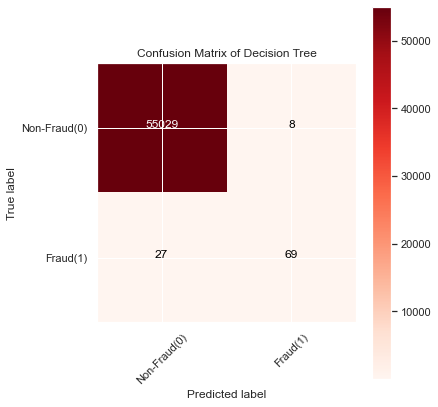 Confusion Matrix of Decision Tree
True label
Non-Fraud(0)
Fraud(1)
55029
8
27
69
Non-Fraud(0)
Fraud(1)
Predicted label
50000
40000
30000
20000
10000